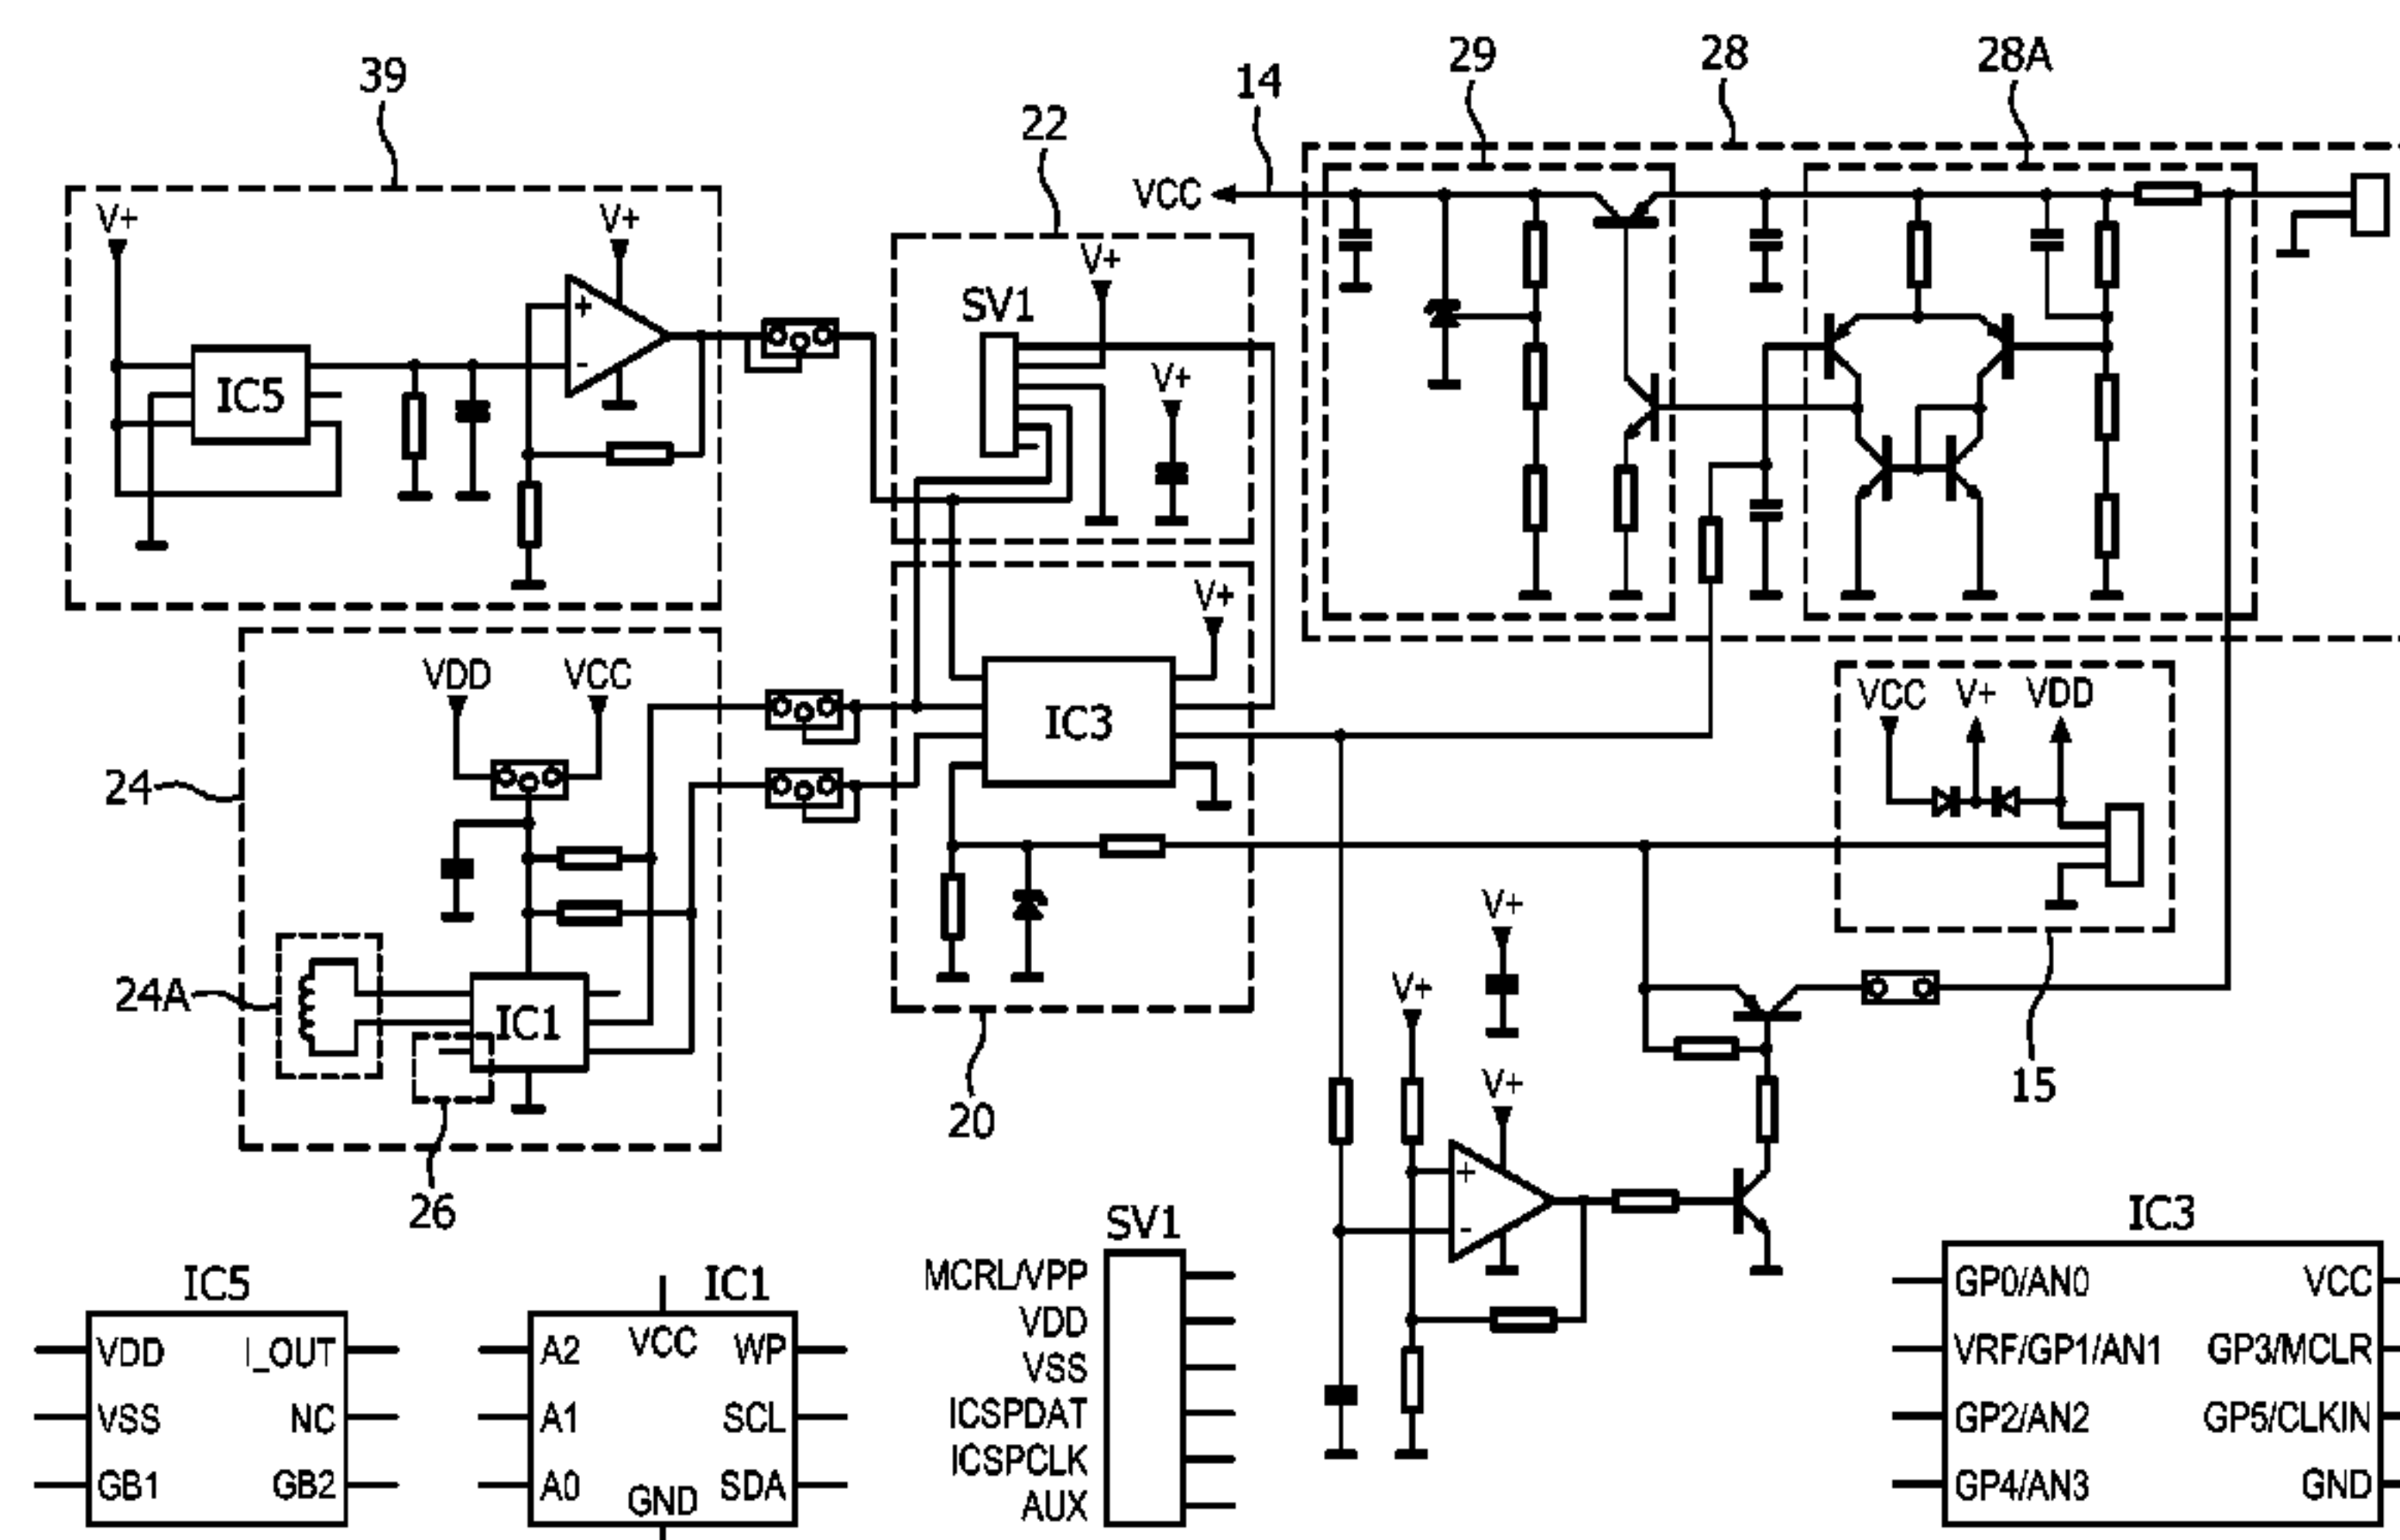 39
29
28
28A
14
22
VCC
V+
V+
V+
SV1
V+
IC5
+
-
V+
VDD
VCC
IC3
VCC
V+
VDD
24
V+
24A
IC1
V+
V+
15
20
26
+
-
SV1
IC3
IC5
IC1
MCRL/VPP
VDD
VSS
ICSPDAT
ICSPCLK
AUX
VDD
I_OUT
VSS
NC
GB1
GB2
VCC
A2
WP
A1
SCL
A0
SDA
GND
GP0/AN0
VCC
VRF/GP1/AN1
GP3/MCLR
GP2/AN2
GP5/CLKIN
GP4/AN3
GND